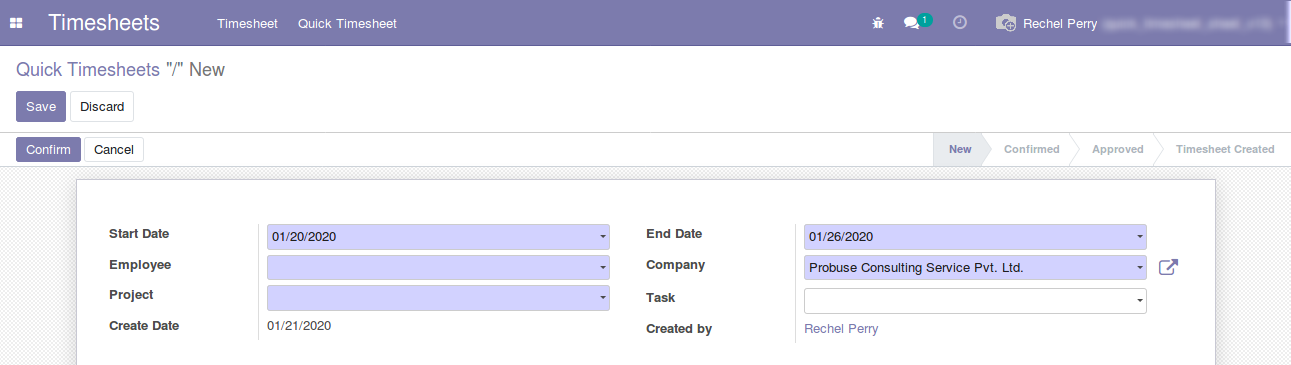 Timesheets Timesheet Quick Timesheet 1 Rechel Perry
Quick Timesheets "/" New
Save Discard
Confirm Cancel New Confirmed Approved Timesheet Created
Start Date 01/20/2020 End Date 01/26/2020
Employee Company Probuse Consulting Service Pvt. Ltd.
Project Task
Create Date 01/21/2020 Created by Rechel Perry